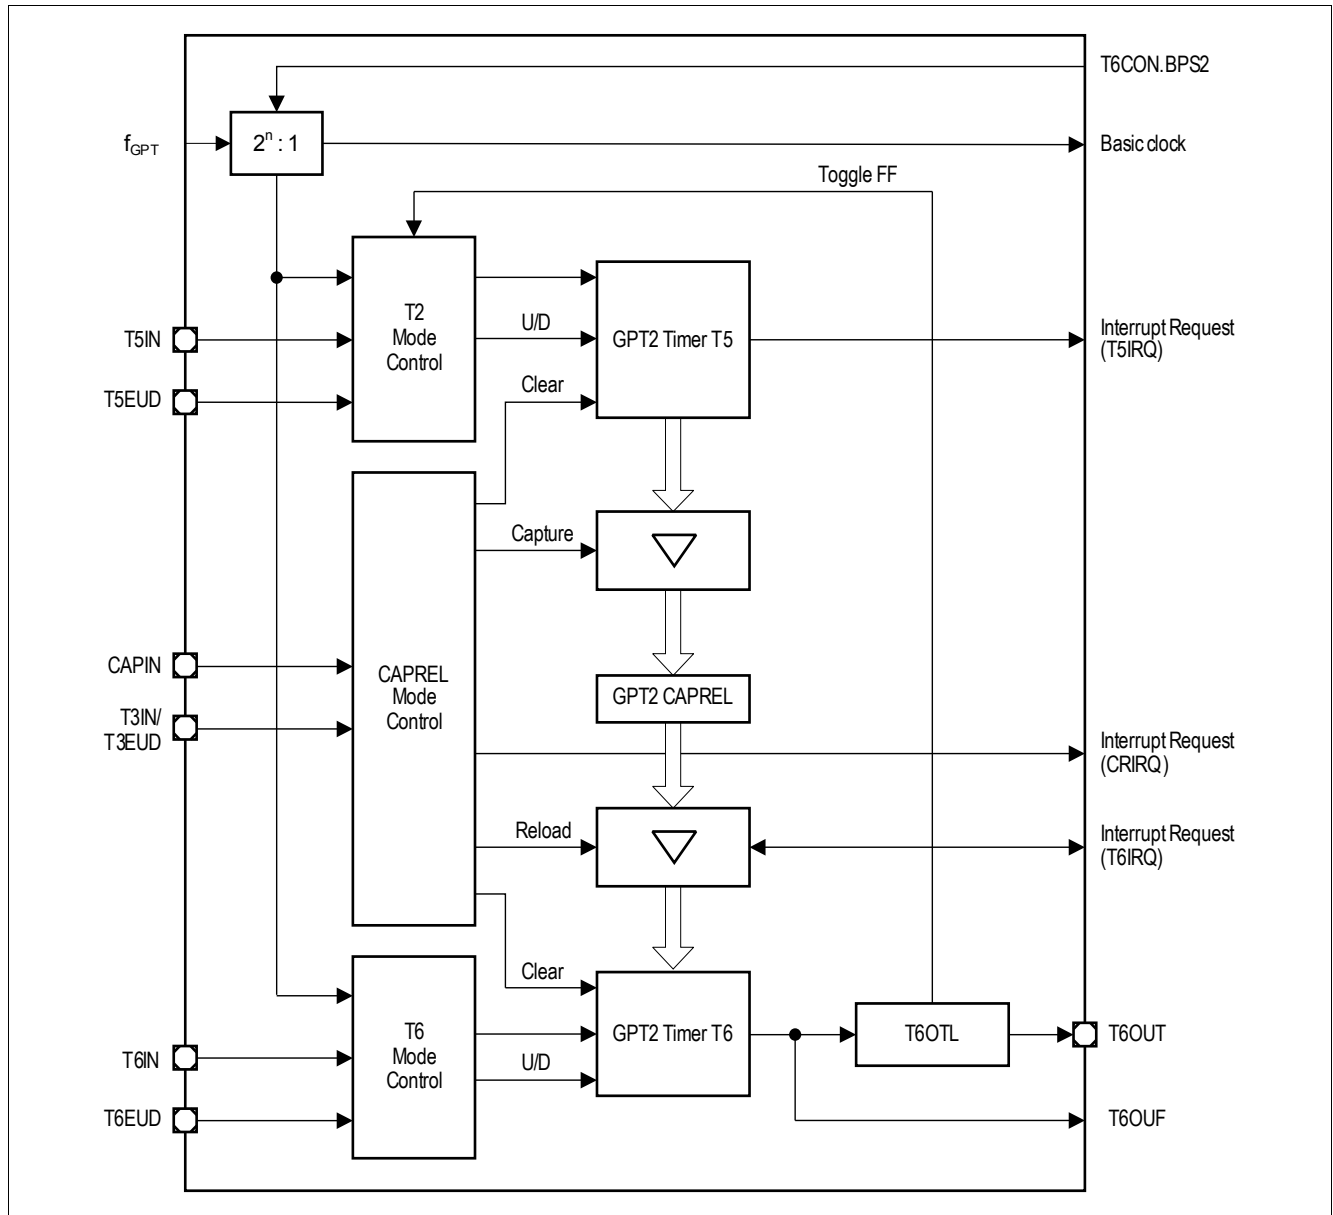 T6CON.BPS2
fGPT
2n : 1
Basic clock
Toggle FF
T2
Mode
Control
T5IN
U/D
GPT2 Timer T5
Interrupt Request
(T5IRQ)
T5EUD
Clear
Capture
CAPIN
CAPREL
Mode
Control
GPT2 CAPREL
T3IN/
T3EUD
Interrupt Request
(CRIRQ)
Reload
Interrupt Request
(T6IRQ)
Clear
T6
Mode
Control
GPT2 Timer T6
T6OTL
T6OUT
T6IN
U/D
T6EUD
T6OUF